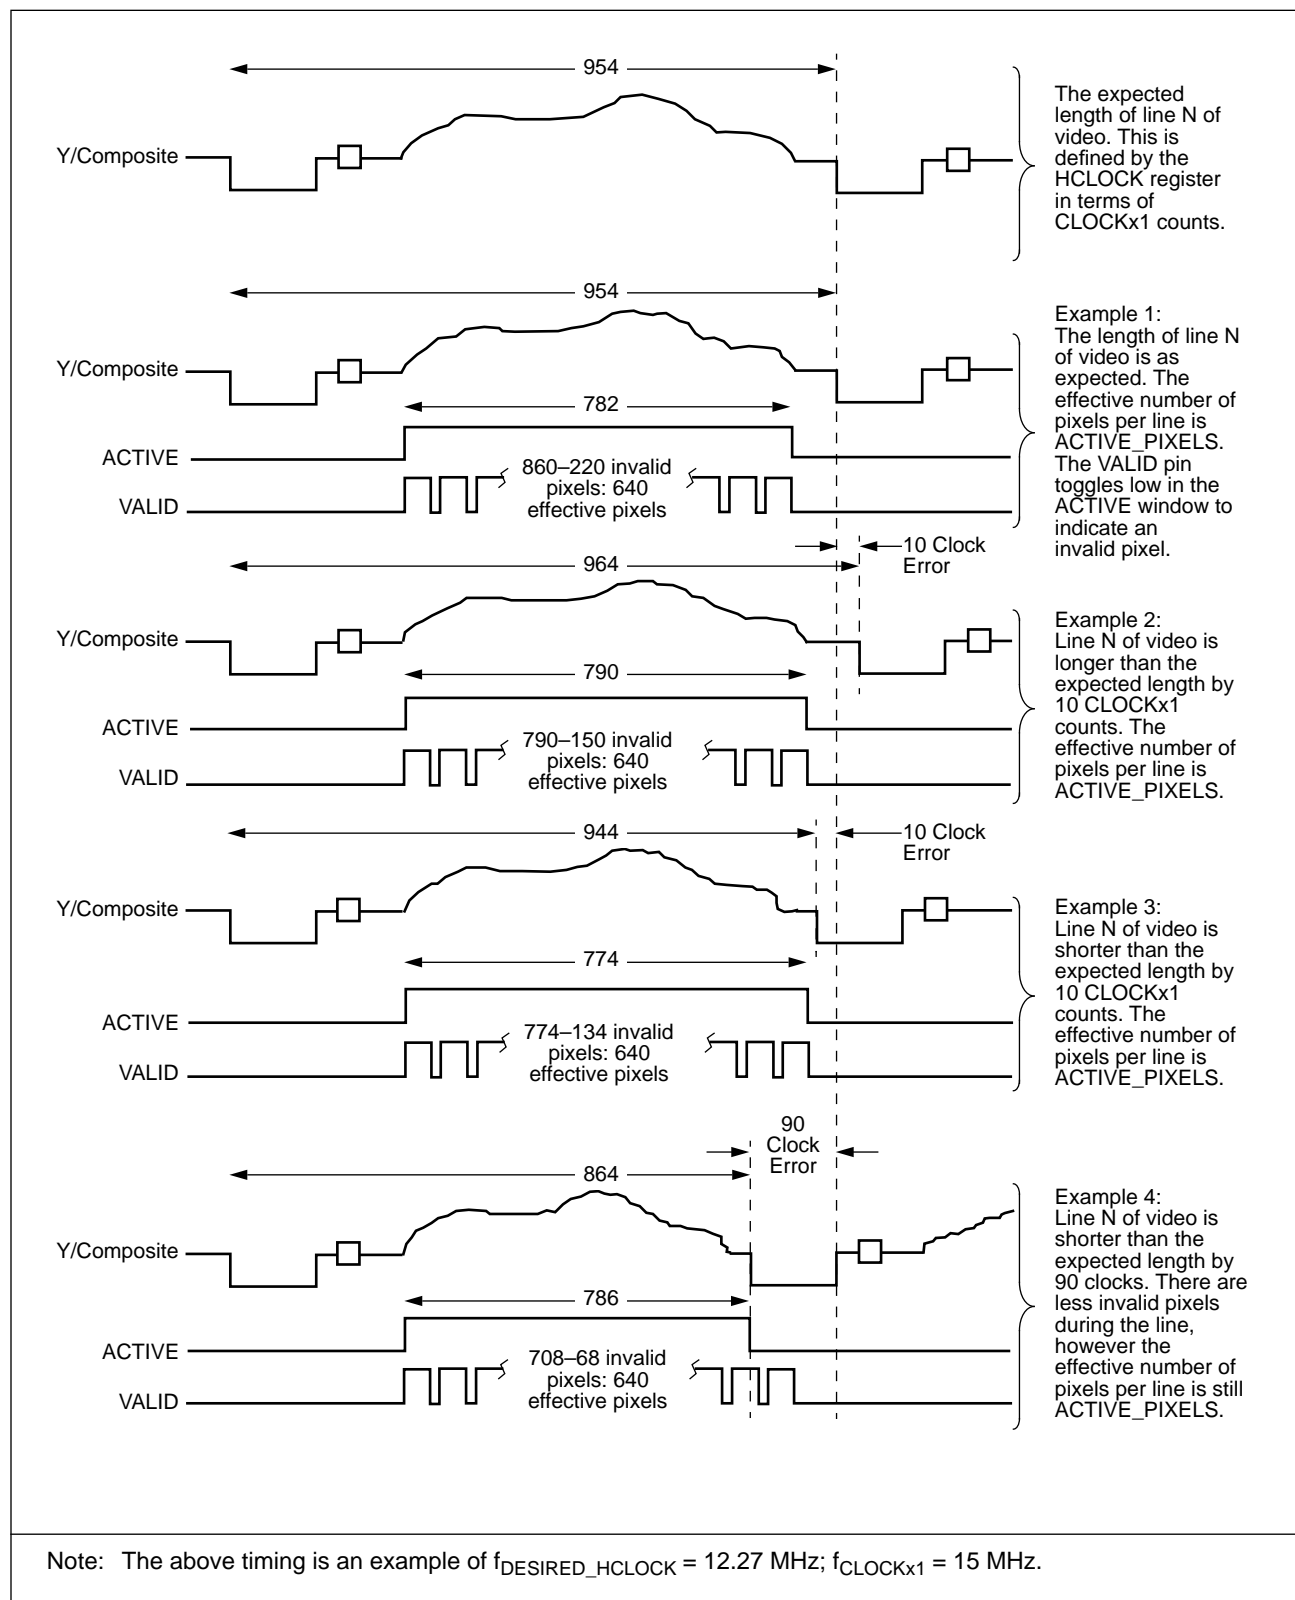 954
Y/Composite
The expected
length of line N of
video. This is
defined by the
HCLOCK register
in terms of
CLOCKx1 counts.
954
Y/Composite
782
ACTIVE
VALID
860–220 invalid
pixels: 640
effective pixels
Example 1:
The length of line N
of video is as
expected. The
effective number of
pixels per line is
ACTIVE_PIXELS.
The VALID pin
toggles low in the
ACTIVE window to
indicate an
invalid pixel.
10 Clock
Error
964
Y/Composite
790
ACTIVE
VALID
790–150 invalid
pixels: 640
effective pixels
Example 2:
Line N of video is
longer than the
expected length by
10 CLOCKx1
counts. The
effective number of
pixels per line is
ACTIVE_PIXELS.
944
10 Clock
Error
Y/Composite
774
ACTIVE
VALID
774–134 invalid
pixels: 640
effective pixels
Example 3:
Line N of video is
shorter than the
expected length by
10 CLOCKx1
counts. The
effective number of
pixels per line is
ACTIVE_PIXELS.
90
Clock
Error
864
Y/Composite
786
ACTIVE
VALID
708–68 invalid
pixels: 640
effective pixels
Example 4:
Line N of video is
shorter than the
expected length by
90 clocks. There are
less invalid pixels
during the line,
however the
effective number of
pixels per line is still
ACTIVE_PIXELS.
Note: The above timing is an example of fDESIRED_HCLOCK = 12.27 MHz; fCLOCKx1 = 15 MHz.